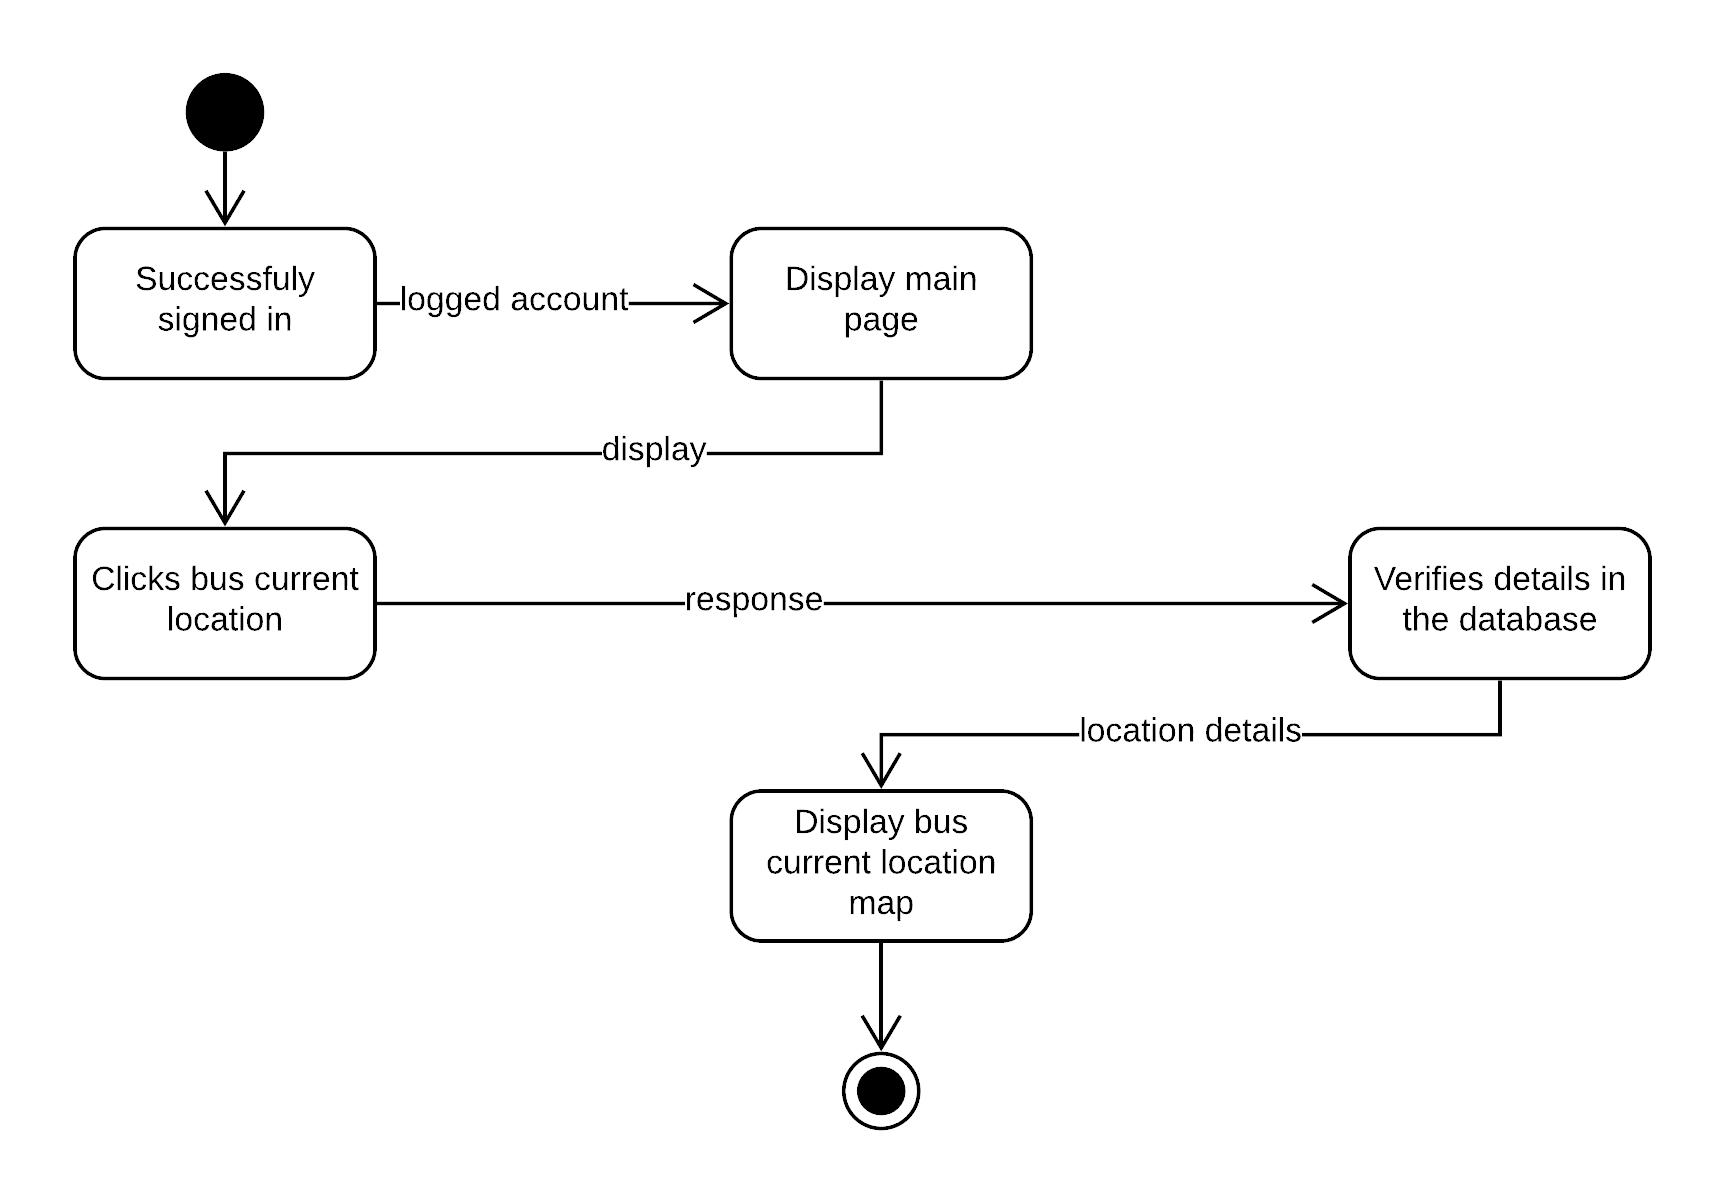 Successfuly
signed in
logged account
Display main
page
display
Clicks bus current
location
response
Verifies details in
the database
location details
Display bus
current location
map